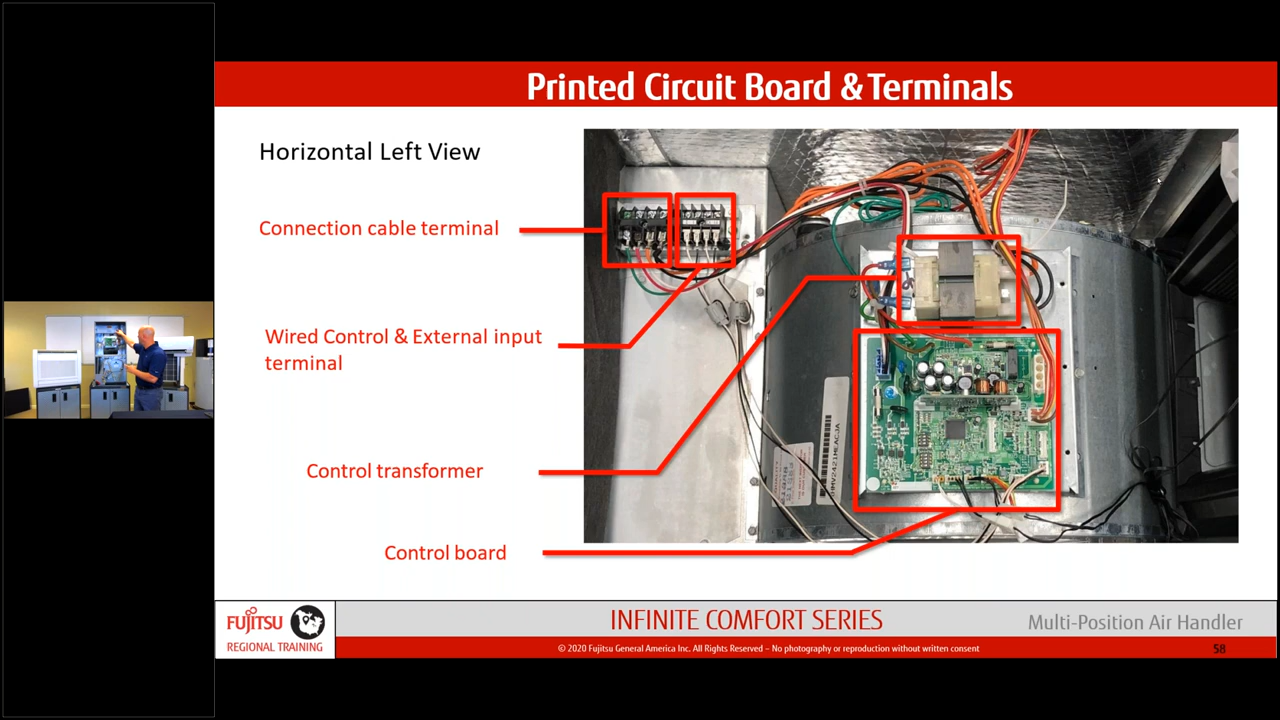 Printed Circuit Board & Terminals
Horizontal Left View
Connection cable terminal
Wired Control & External input
terminal
Control transformer
Control board
FUJITSU
REGIONAL TRAINING
INFINITE COMFORT SERIES
Multi-Position Air Handler
© 2020 Fujitsu General America Inc. All Rights Reserved – No photography or reproduction without written consent
58